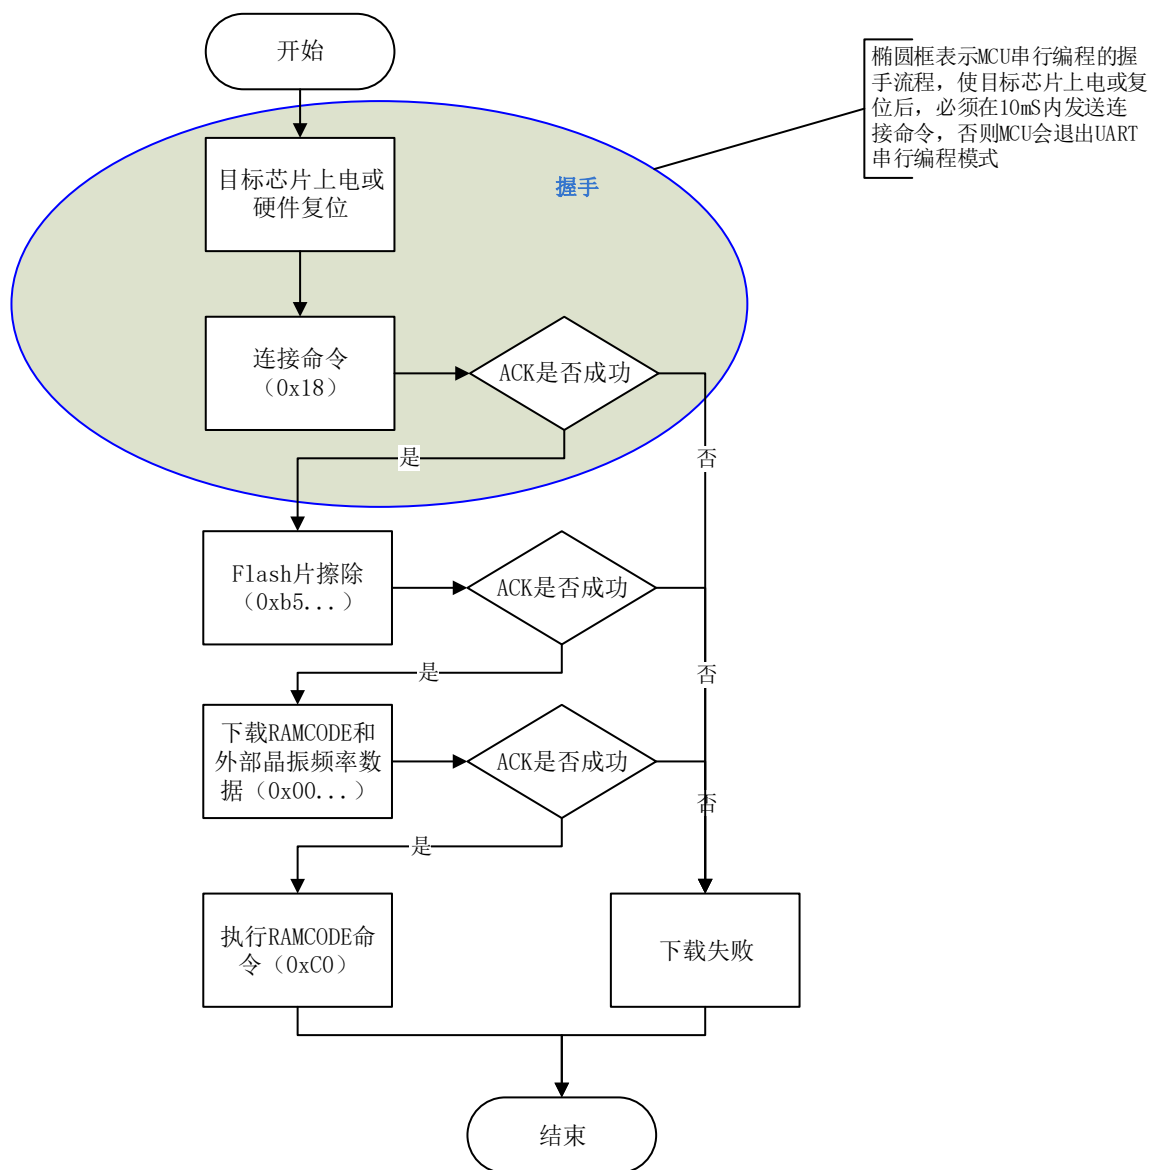 开始
椭圆框表示MCU串行编程的握
手流程，使目标芯片上电或复
位后，必须在10mS内发送连
接命令，否则MCU会退出UART
串行编程模式
目标芯片上电或
硬件复位
握手
连接命令
（0x18）
ACK是否成功
是
否
Flash片擦除
（0xb5...）
ACK是否成功
是
否
下载RAMCODE和
外部晶振频率数
据（0x00...）
ACK是否成功
否
是
执行RAMCODE命
令（0xC0）
下载失败
结束